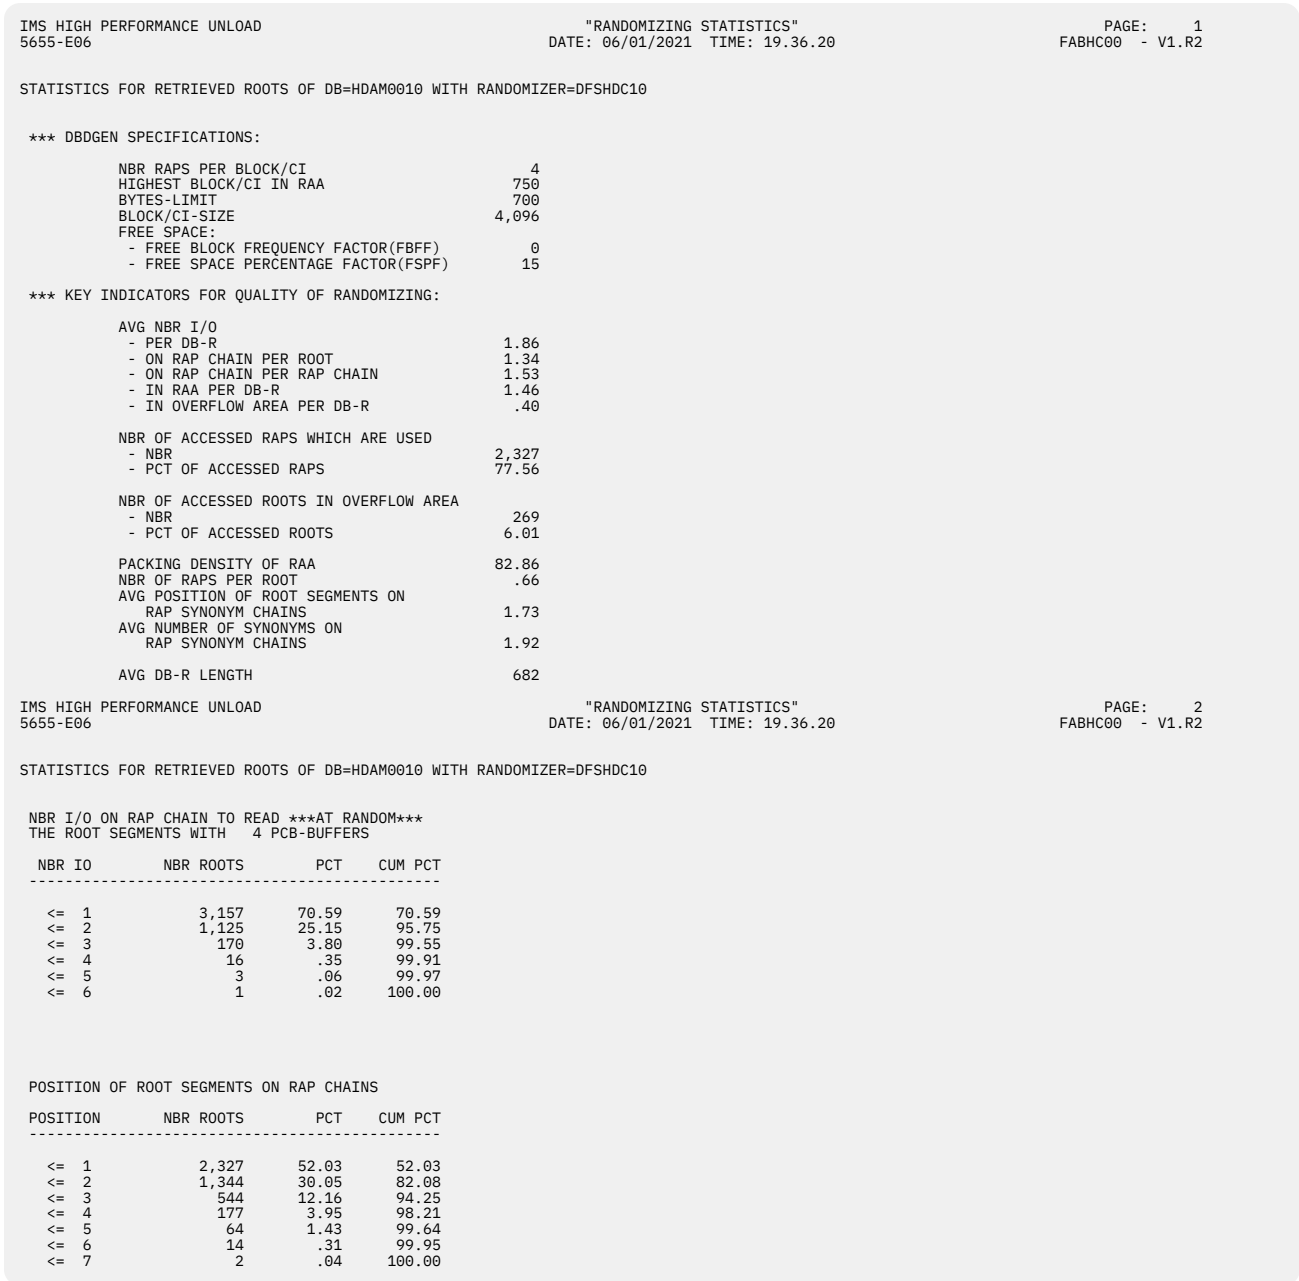 IMS HIGH PERFORMANCE UNLOAD "RANDOMIZING STATISTICS" PAGE: 1
5655-E06 DATE: 06/01/2021 TIME: 19.36.20 FABHC00 - V1.R2
STATISTICS FOR RETRIEVED ROOTS OF DB=HDAM0010 WITH RANDOMIZER=DFSHDC10
*** DBDGEN SPECIFICATIONS:
NBR RAPS PER BLOCK/CI 4
HIGHEST BLOCK/CI IN RAA 750
BYTES-LIMIT 700
BLOCK/CI-SIZE 4,096
FREE SPACE:
- FREE BLOCK FREQUENCY FACTOR(FBFF) 0
- FREE SPACE PERCENTAGE FACTOR(FSPF) 15
*** KEY INDICATORS FOR QUALITY OF RANDOMIZING:
AVG NBR I/O
- PER DB-R 1.86
- ON RAP CHAIN PER ROOT 1.34
- ON RAP CHAIN PER RAP CHAIN 1.53
- IN RAA PER DB-R 1.46
- IN OVERFLOW AREA PER DB-R .40
NBR OF ACCESSED RAPS WHICH ARE USED
- NBR 2,327
- PCT OF ACCESSED RAPS 77.56
NBR OF ACCESSED ROOTS IN OVERFLOW AREA
- NBR 269
- PCT OF ACCESSED ROOTS 6.01
PACKING DENSITY OF RAA 82.86
NBR OF RAPS PER ROOT .66
AVG POSITION OF ROOT SEGMENTS ON
RAP SYNONYM CHAINS 1.73
AVG NUMBER OF SYNONYMS ON
RAP SYNONYM CHAINS 1.92
AVG DB-R LENGTH 682
IMS HIGH PERFORMANCE UNLOAD "RANDOMIZING STATISTICS" PAGE: 2
5655-E06 DATE: 06/01/2021 TIME: 19.36.20 FABHC00 - V1.R2
STATISTICS FOR RETRIEVED ROOTS OF DB=HDAM0010 WITH RANDOMIZER=DFSHDC10
NBR I/O ON RAP CHAIN TO READ ***AT RANDOM***
THE ROOT SEGMENTS WITH 4 PCB-BUFFERS
NBR IO NBR ROOTS PCT CUM PCT
----------------------------------------------
<= 1 3,157 70.59 70.59
<= 2 1,125 25.15 95.75
<= 3 170 3.80 99.55
<= 4 16 .35 99.91
<= 5 3 .06 99.97
<= 6 1 .02 100.00
POSITION OF ROOT SEGMENTS ON RAP CHAINS
POSITION NBR ROOTS PCT CUM PCT
----------------------------------------------
<= 1 2,327 52.03 52.03
<= 2 1,344 30.05 82.08
<= 3 544 12.16 94.25
<= 4 177 3.95 98.21
<= 5 64 1.43 99.64
<= 6 14 .31 99.95
<= 7 2 .04 100.00